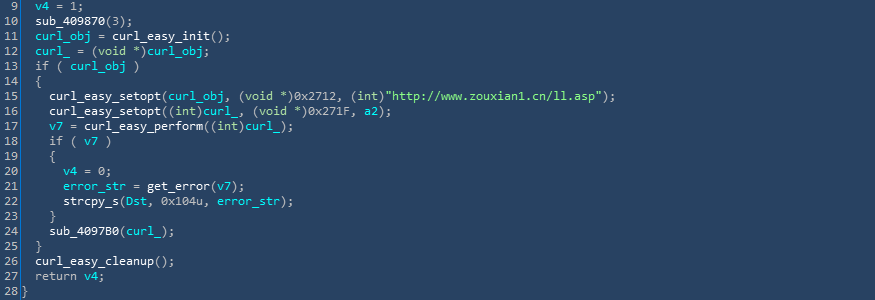 9 v4 = 1;
10 sub_409870(3);
11 curl_obj = curl_easy_init();
12 curl_ = (void *)curl_obj;
13 if ( curl_obj )
14 {
15 curl_easy_setopt(curl_obj, (void *)0x2712, (int)"http://www.zouxian1.cn/ll.asp");
16 curl_easy_setopt((int)curl_, (void *)0x271F, a2);
17 v7 = curl_easy_perform((int)curl_);
18 if ( v7 )
19 {
20 v4 = 0;
21 error_str = get_error(v7);
22 strcpy_s(Dst, 0x104u, error_str);
23 }
24 sub_4097B0(curl_);
25 }
26 curl_easy_cleanup();
27 return v4;
28 }